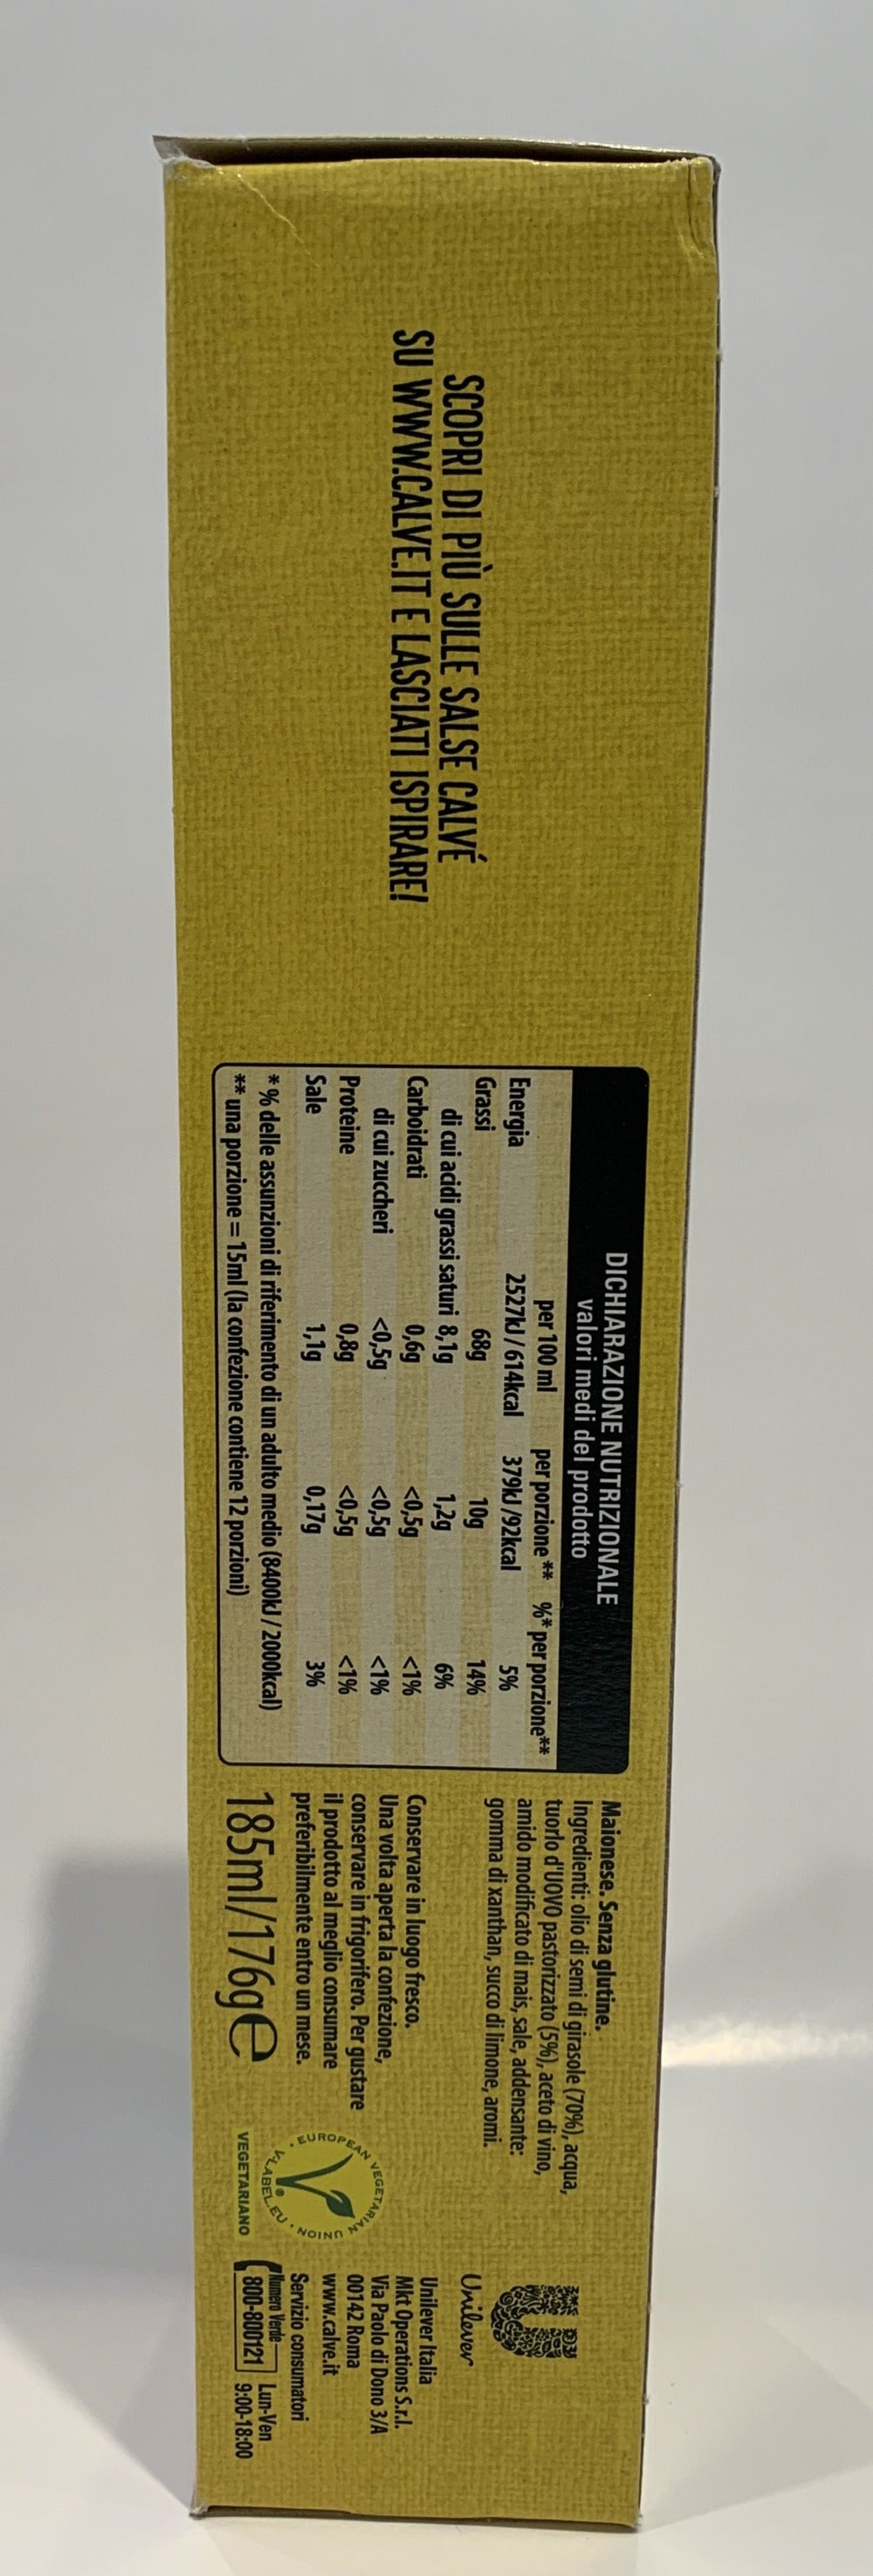 SCOPRI DI PIÙ SULLE SALSE CALVÉ
SU WWW.CALVE.IT E LASCIATI ISPIRARE!
DICHIARAZIONE NUTRIZIONALE
valori medi del prodotto
per 100 ml per porzione ** %* per porzione**
Energia 2527kJ / 614kcal 379kJ /92kcal 5%
Grassi 68g 10g 14%
di cui acidi grassi saturi 8,1g 1,2g 6%
Carboidrati 0,6g <0,5g <1%
di cui zuccheri <0,5g <0,5g <1%
Proteine 0,8g <0,5g <1%
Sale 1,1g 0,17g 3%
* % delle assunzioni di riferimento di un adulto medio (8400kJ / 2000kcal)
** una porzione = 15ml (la confezione contiene 12 porzioni)
Maionese. Senza glutine.
Ingredienti: olio di semi di girasole (70%), acqua,
tuorlo d'UOVO pastorizzato (5%), aceto di vino,
amido modificato di mais, sale, addensante:
gomma di xanthan, succo di limone, aromi.
Conservare in luogo fresco.
Una volta aperta la confezione,
conservare in frigorifero. Per gustare
il prodotto al meglio consumare
preferibilmente entro un mese.
185ml/176g℮
EUROPEAN VEGETARIAN UNION
V-LABEL.EU
VEGETARIANO
Unilever
Unilever Italia
Mkt Operations S.r.l.
Via Paolo di Dono 3/A
00142 Roma
www.calve.it
Servizio consumatori
Numero Verde
800-800121
Lun-Ven
9:00-18:00